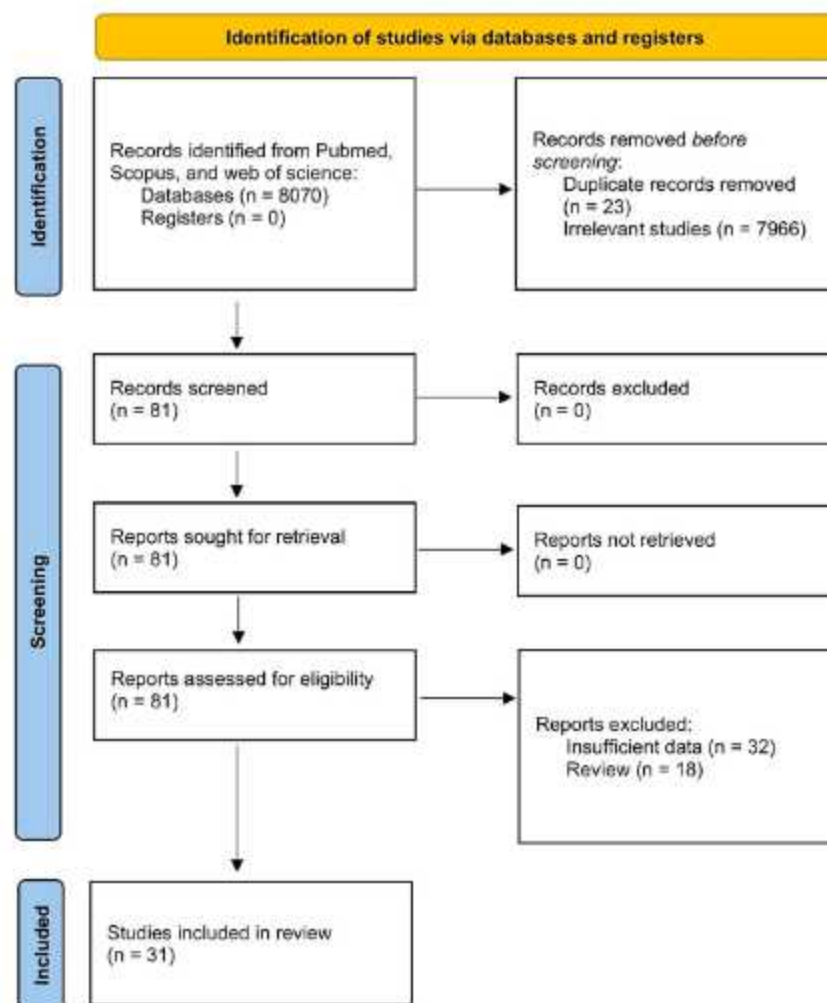 Identification of studies via databases and registers
Identification
Records identified from Pubmed,
Scopus, and web of science:
Databases (n = 8070)
Registers (n = 0)
Records removed before
screening:
Duplicate records removed
(n = 23)
Irrelevant studies (n = 7966)
Screening
Records screened
(n = 81)
Records excluded
(n = 0)
Reports sought for retrieval
(n = 81)
Reports not retrieved
(n = 0)
Reports assessed for eligibility
(n = 81)
Reports excluded:
Insufficient data (n = 32)
Review (n = 18)
Included
Studies included in review
(n = 31)